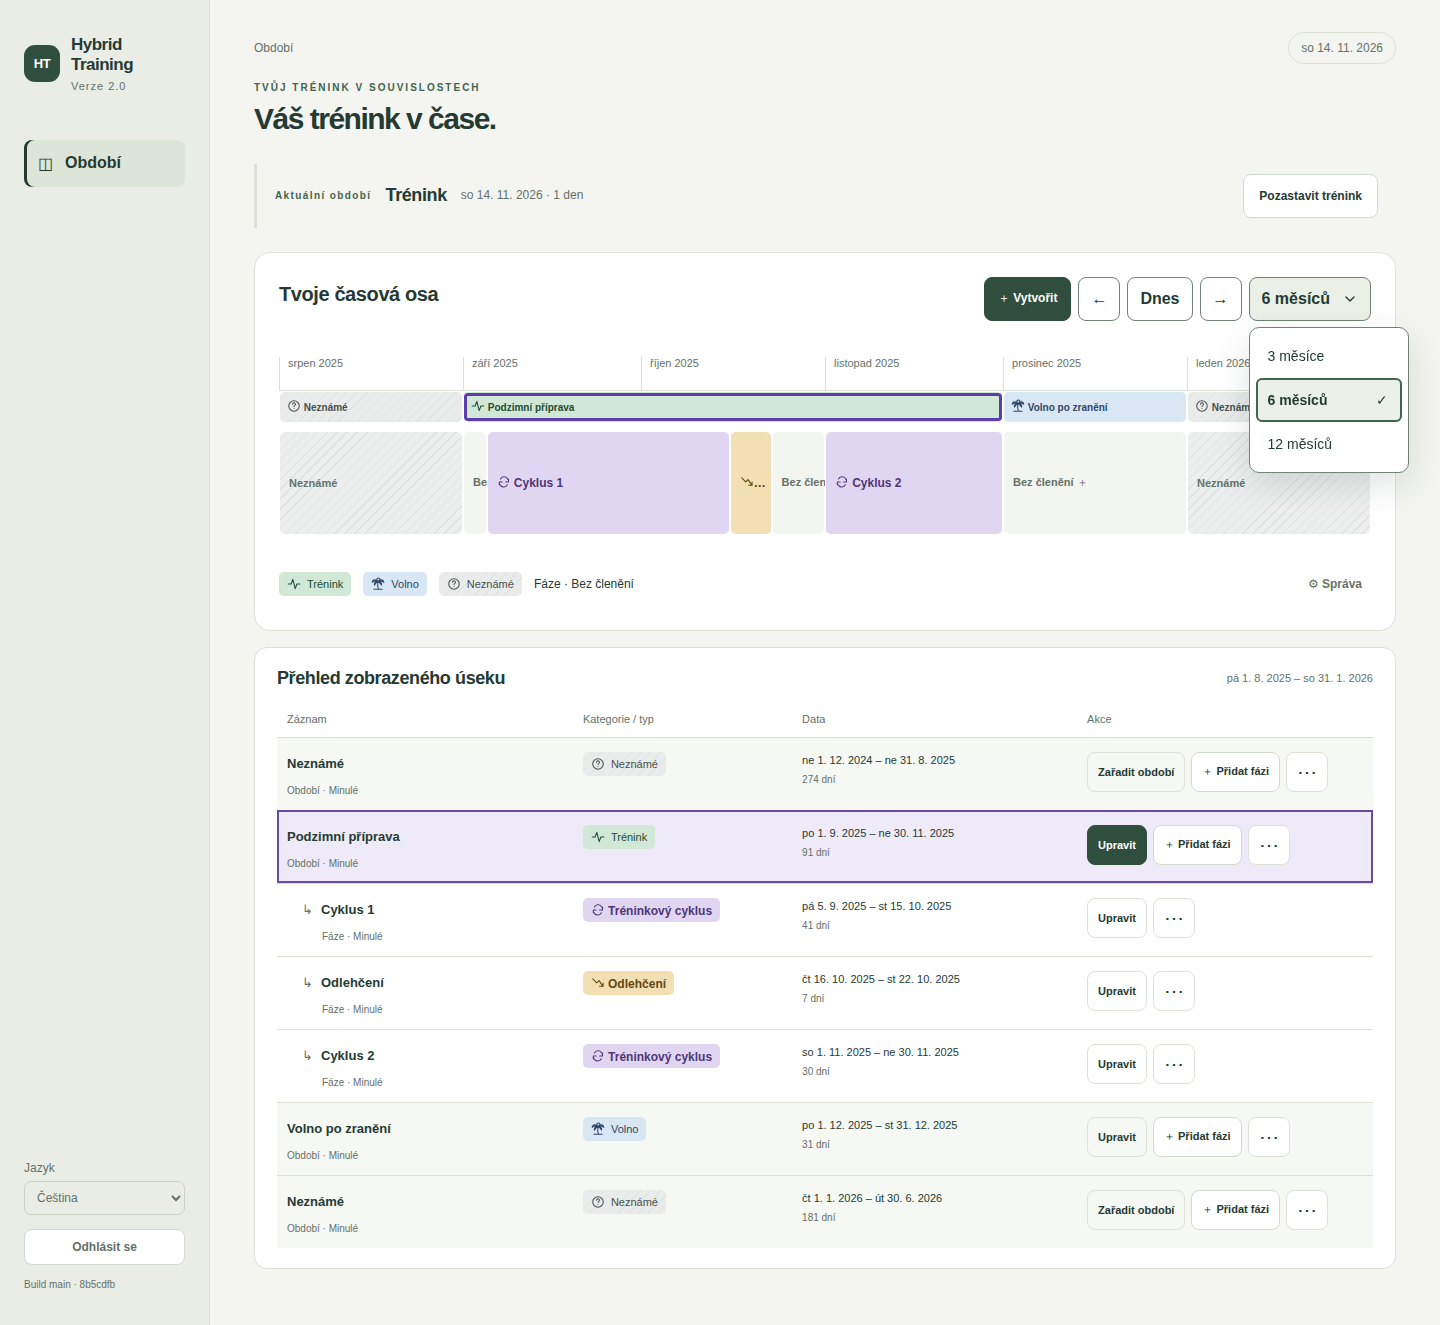 HT
Hybrid
Training
Verze 2.0
Období
Jazyk
Čeština
Odhlásit se
Build main · 8b5cdfb
Období
so 14. 11. 2026
TVŮJ TRÉNINK V SOUVISLOSTECH
Váš trénink v čase.
Aktuální období Trénink so 14. 11. 2026 · 1 den
Pozastavit trénink
Tvoje časová osa
+ Vytvořit
←
Dnes
→
6 měsíců
3 měsíce
6 měsíců ✓
12 měsíců
srpen 2025 září 2025 říjen 2025 listopad 2025 prosinec 2025 leden 2026
Neznámé Podzimní příprava Volno po zranění Neznám
Neznámé Be Cyklus 1 ... Bez člen Cyklus 2 Bez členění + Neznámé
Trénink Volno Neznámé Fáze · Bez členění
⚙ Správa
Přehled zobrazeného úseku
pá 1. 8. 2025 – so 31. 1. 2026
Záznam Kategorie / typ Data Akce
Neznámé Neznámé ne 1. 12. 2024 – ne 31. 8. 2025 Zařadit období + Přidat fázi ···
Období · Minulé 274 dní
Podzimní příprava Trénink po 1. 9. 2025 – ne 30. 11. 2025 Upravit + Přidat fázi ···
Období · Minulé 91 dní
↳ Cyklus 1 Tréninkový cyklus pá 5. 9. 2025 – st 15. 10. 2025 Upravit ···
Fáze · Minulé 41 dní
↳ Odlehčení Odlehčení čt 16. 10. 2025 – st 22. 10. 2025 Upravit ···
Fáze · Minulé 7 dní
↳ Cyklus 2 Tréninkový cyklus so 1. 11. 2025 – ne 30. 11. 2025 Upravit ···
Fáze · Minulé 30 dní
Volno po zranění Volno po 1. 12. 2025 – st 31. 12. 2025 Upravit + Přidat fázi ···
Období · Minulé 31 dní
Neznámé Neznámé čt 1. 1. 2026 – út 30. 6. 2026 Zařadit období + Přidat fázi ···
Období · Minulé 181 dní